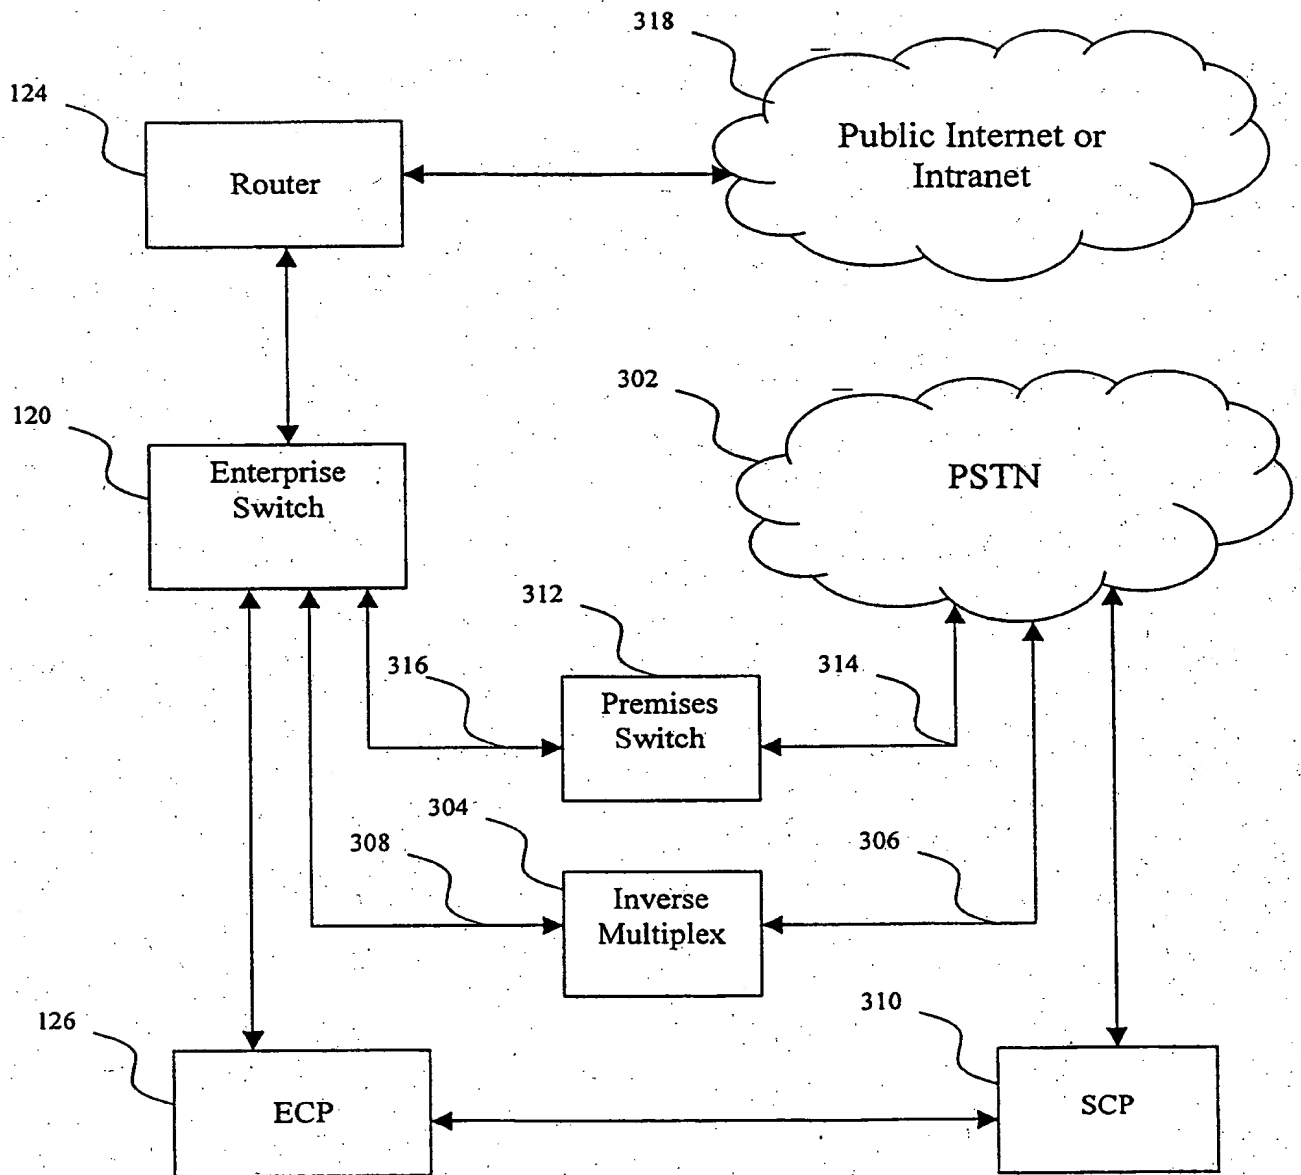 318
124
Public Internet or
Intranet
Router
302
120
Enterprise
Switch
PSTN
312
316
314
Premises
Switch
304
308
306
Inverse
Multiplex
126
310
ECP
SCP